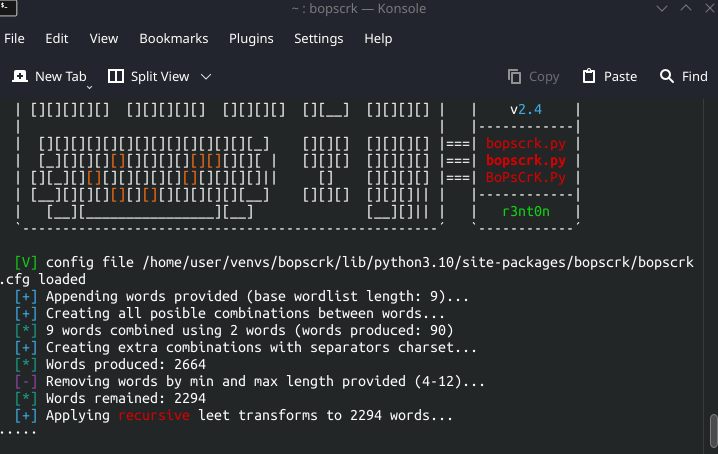 ~ : bopscrk — Konsole
File Edit View Bookmarks Plugins Settings Help
New Tab Split View Copy Paste Find
| [][][][][] [][][][][] [][][][] [][__] [][][][] | | v2.4 |
| | |------------|
| [][][][][][][][][][][][][][_] [][][] [][][][] |===| bopscrk.py |
| [_][][][][][][][][][][][][][][ | [][][] [][][][] |===| bopscrk.py |
| [][_][][][][][][][][][][][][][]|| [] [][][][] |===| BoPsCrK.Py |
| [__][][][][][][][][][][][][][__] [][][] [][][]|| | |------------|
| [__][________________][__] [__][]|| | | r3nt0n |
`----------------------------------------------------´ `------------´
[V] config file /home/user/venvs/bopscrk/lib/python3.10/site-packages/bopscrk/bopscrk
.cfg loaded
[+] Appending words provided (base wordlist length: 9)...
[+] Creating all posible combinations between words...
[*] 9 words combined using 2 words (words produced: 90)
[+] Creating extra combinations with separators charset...
[*] Words produced: 2664
[-] Removing words by min and max length provided (4-12)...
[*] Words remained: 2294
[+] Applying recursive leet transforms to 2294 words...
.....